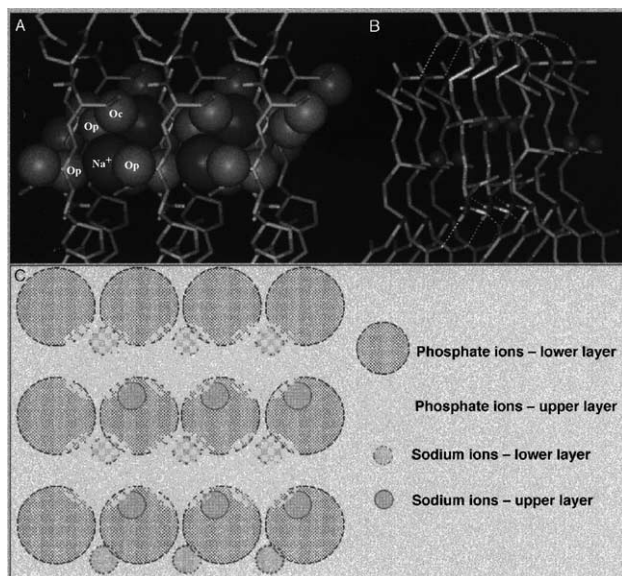 A
B
Oc
Op
Op
Na+
Op
C
Phosphate ions – lower layer
Phosphate ions – upper layer
Sodium ions – lower layer
Sodium ions – upper layer